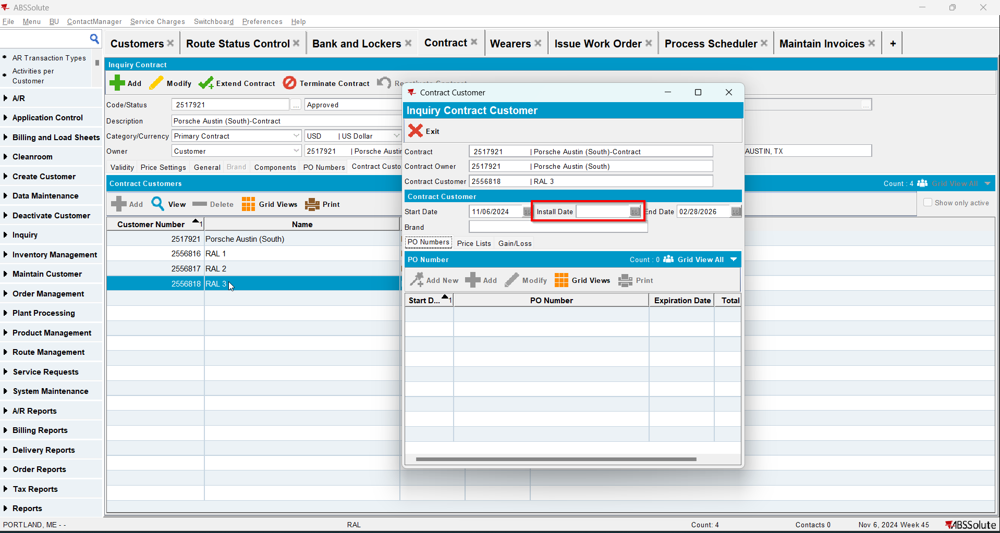 ABSSolute
File Menu BU ContactManager Service Charges Switchboard Preferences Help
Customers Route Status Control Bank and Lockers Contract Wearers Issue Work Order Process Scheduler Maintain Invoices +
AR Transaction Types
Activities per
Customer
A/R
Application Control
Billing and Load Sheets
Cleanroom
Create Customer
Data Maintenance
Deactivate Customer
Inquiry
Inventory Management
Maintain Customer
Order Management
Plant Processing
Product Management
Route Management
Service Requests
System Maintenance
A/R Reports
Billing Reports
Delivery Reports
Order Reports
Tax Reports
Reports
Inquiry Contract
Add Modify Extend Contract Terminate Contract
Code/Status 2517921 ... Approved ...
Description Porsche Austin (South)-Contract
Category/Currency Primary Contract USD | US Dollar
Owner Customer 2517921 | Porsche Austin AUSTIN, TX
Validity Price Settings General Brand Components PO Numbers Contract Custo
Contract Customers Count : 4 Grid View All
Add View Delete Grid Views Print Show only active
Customer Number 1 Name
2517921 Porsche Austin (South)
2556816 RAL 1
2556817 RAL 2
2556818 RAL 3
Contract Customer
Inquiry Contract Customer
Exit
Contract 2517921 | Porsche Austin (South)-Contract
Contract Owner 2517921 | Porsche Austin (South)
Contract Customer 2556818 | RAL 3
Contract Customer
Start Date 11/06/2024 16 Install Date 16 End Date 02/28/2026 16
Brand
PO Numbers Price Lists Gain/Loss
PO Number Count : 0 Grid View All
Add New Add Modify Grid Views Print
Start D... 1 PO Number Expiration Date Total
PORTLAND, ME - - RAL Count: 4 Contacts 0 Nov 6, 2024 Week 45 ABSSolute